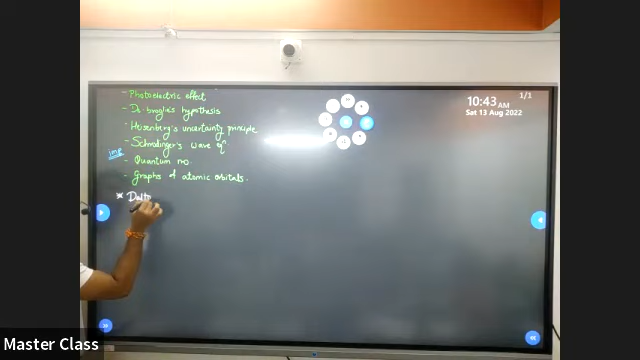 1/1
10:43 AM
Sat 13 Aug 2022
- Photoelectric effect
- De-broglie's hypothesis
- Heisenberg's uncertainty principle
- Schrodinger's wave eqn.
imp
- Quantum no.
- Graphs of atomic orbitals.
* Dalto
Master Class